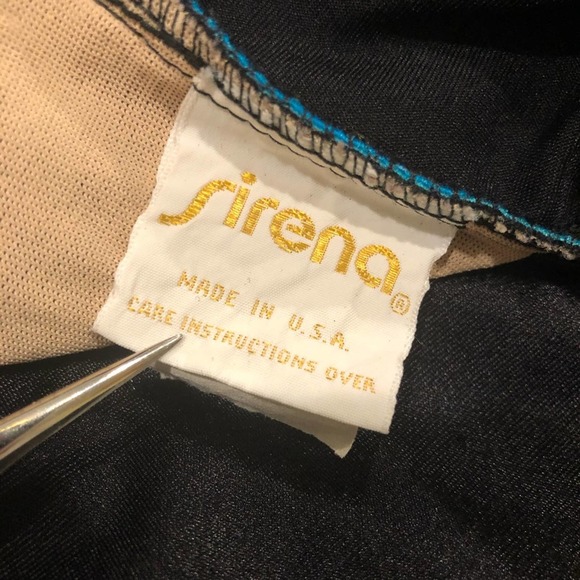 sirena®
MADE IN U.S.A.
CARE INSTRUCTIONS OVER